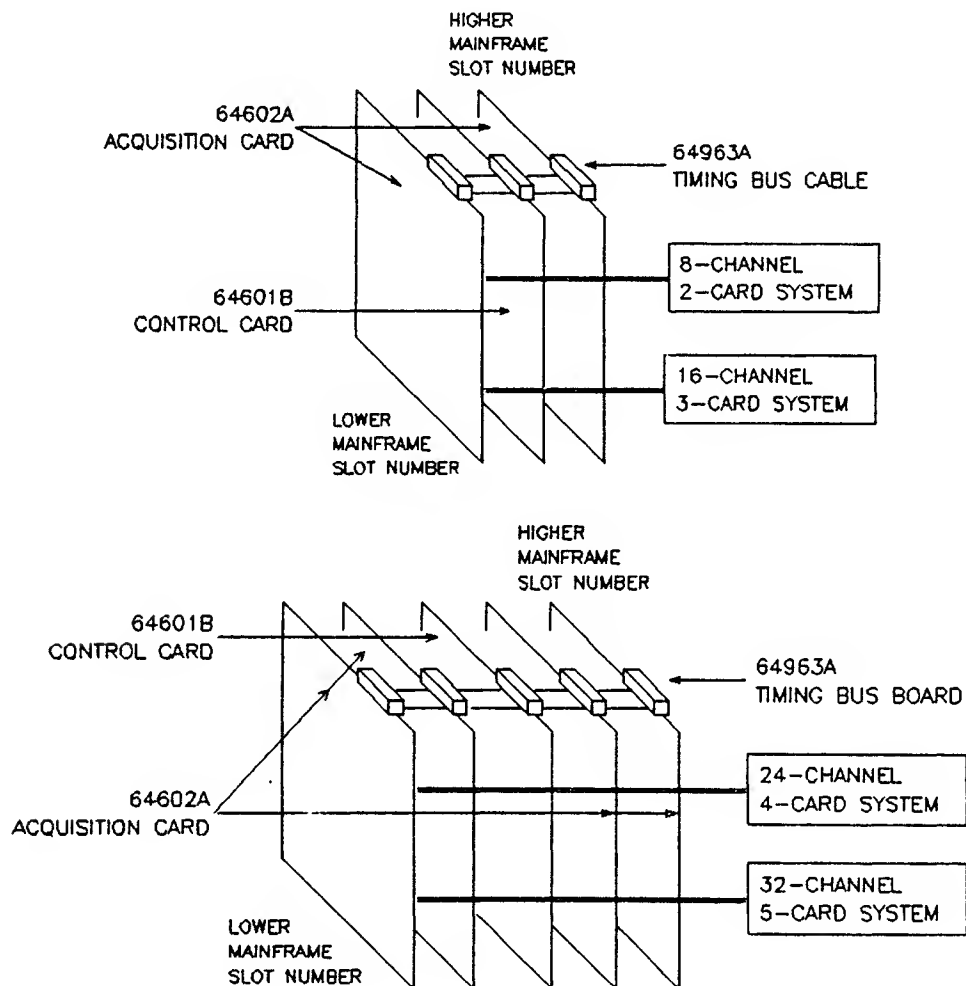 HIGHER
MAINFRAME
SLOT NUMBER
64602A
ACQUISITION CARD
64963A
TIMING BUS CABLE
8-CHANNEL
2-CARD SYSTEM
64601B
CONTROL CARD
16-CHANNEL
3-CARD SYSTEM
LOWER
MAINFRAME
SLOT NUMBER
HIGHER
MAINFRAME
SLOT NUMBER
64601B
CONTROL CARD
64963A
TIMING BUS BOARD
24-CHANNEL
4-CARD SYSTEM
64602A
ACQUISITION CARD
32-CHANNEL
5-CARD SYSTEM
LOWER
MAINFRAME
SLOT NUMBER